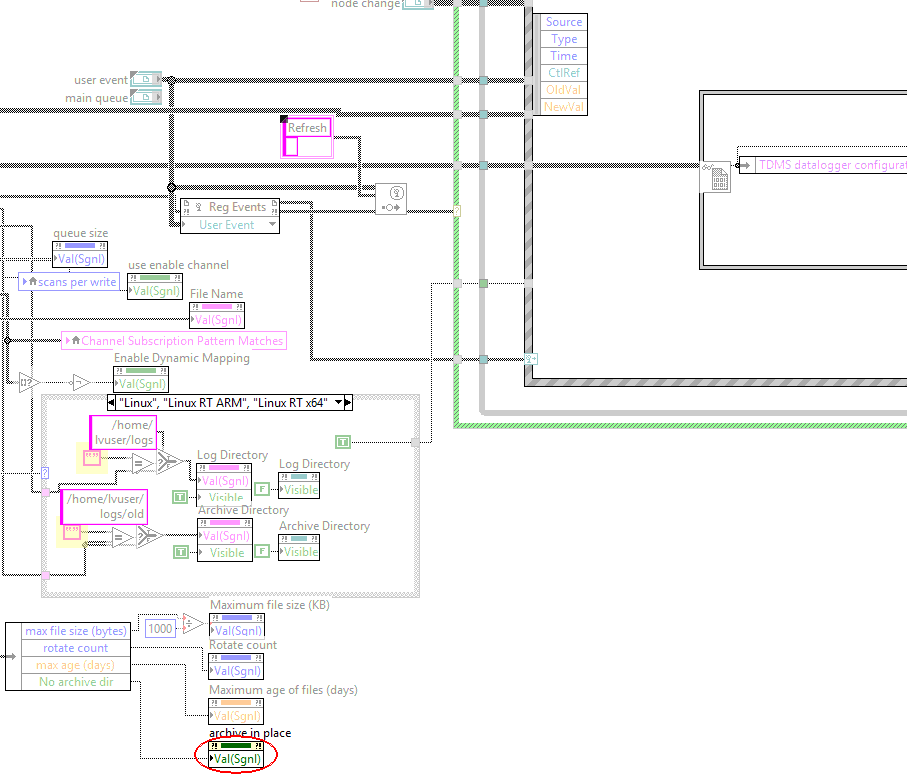 node change
Source
Type
Time
CtlRef
OldVal
NewVal
user event
main queue
Refresh
TDMS datalogger configurat
Reg Events
User Event
queue size
Val(Sgnl)
scans per write
use enable channel
Val(Sgnl)
File Name
Val(Sgnl)
Channel Subscription Pattern Matches
Enable Dynamic Mapping
Val(Sgnl)
"Linux", "Linux RT ARM", "Linux RT x64"
/home/
lvuser/logs
T
Log Directory
Val(Sgnl)
T
Visible
Log Directory
F
Visible
/home/lvuser/
logs/old
Archive Directory
Val(Sgnl)
T
Visible
Archive Directory
F
Visible
Maximum file size (KB)
1000
Val(Sgnl)
max file size (bytes)
rotate count
max age (days)
No archive dir
Rotate count
Val(Sgnl)
Maximum age of files (days)
Val(Sgnl)
archive in place
Val(Sgnl)